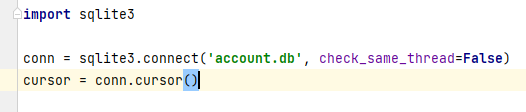 import sqlite3
conn = sqlite3.connect('account.db', check_same_thread=False)
cursor = conn.cursor()